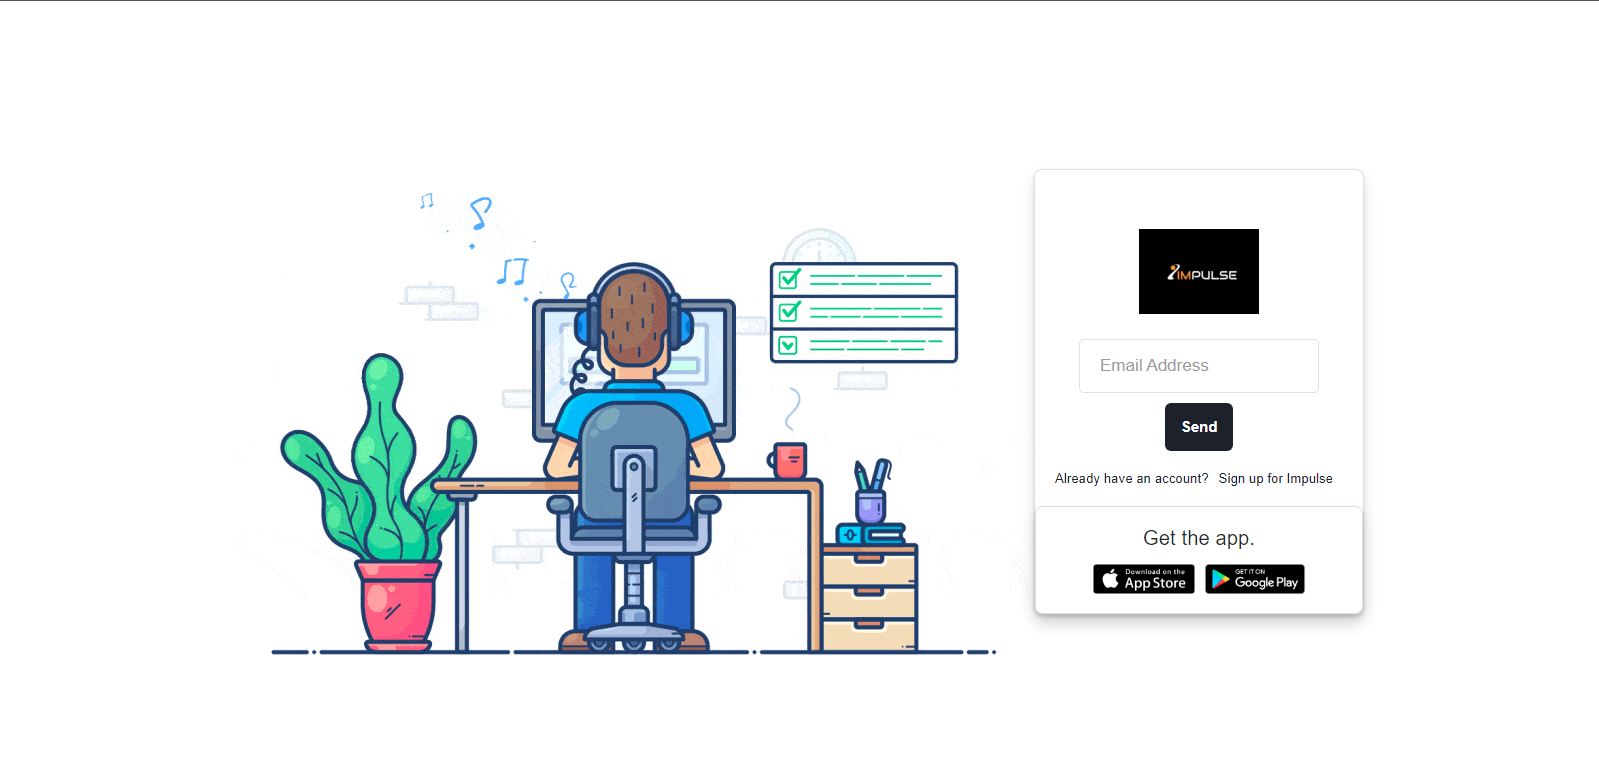 IMPULSE
Email Address
Send
Already have an account? Sign up for Impulse
Get the app.
Download on the
App Store
GET IT ON
Google Play